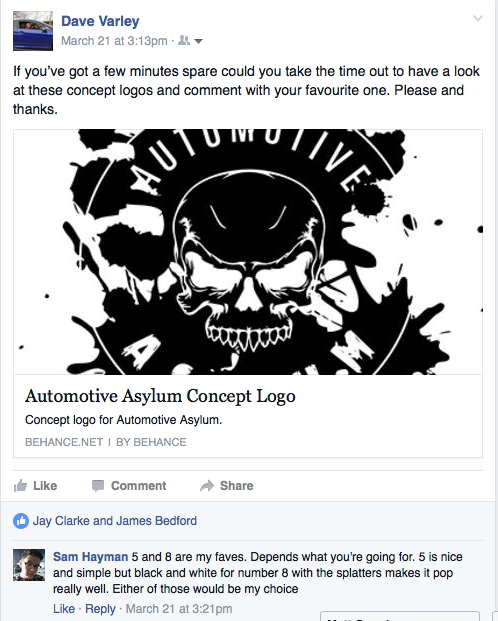 Dave Varley
March 21 at 3:13pm ·
If you've got a few minutes spare could you take the time out to have a look
at these concept logos and comment with your favourite one. Please and
thanks.
AUTOMOTIVE
Automotive Asylum Concept Logo
Concept logo for Automotive Asylum.
BEHANCE.NET | BY BEHANCE
Like Comment Share
Jay Clarke and James Bedford
Sam Hayman 5 and 8 are my faves. Depends what you're going for. 5 is nice
and simple but black and white for number 8 with the splatters makes it pop
really well. Either of those would be my choice
Like · Reply · March 21 at 3:21pm